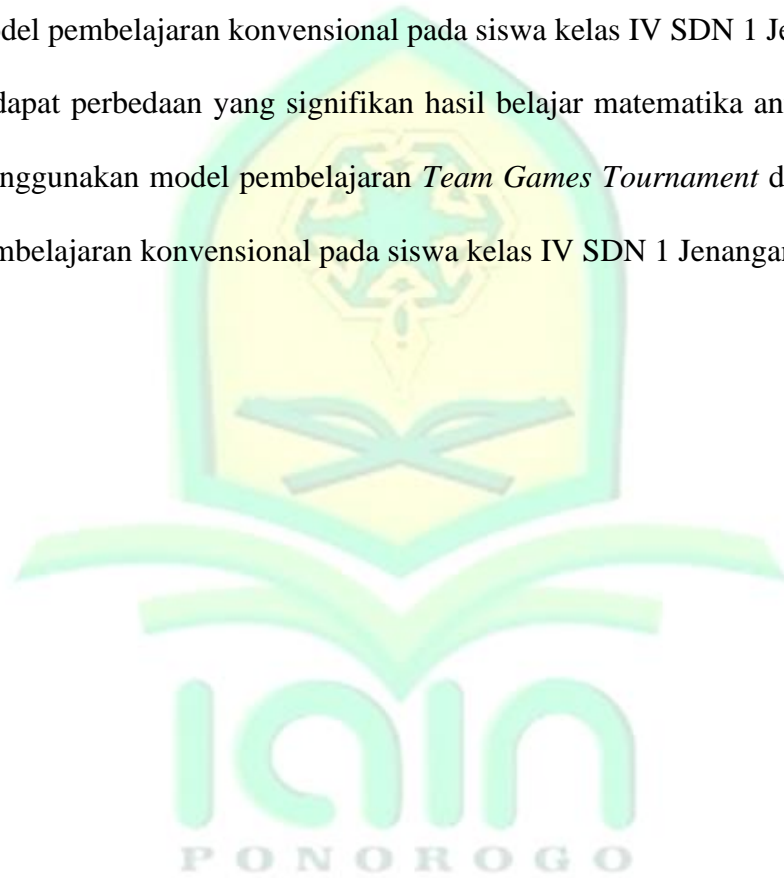 del pembelajaran konvensional pada siswa kelas IV SDN 1 Je
dapat perbedaan yang signifikan hasil belajar matematika an
nggunakan model pembelajaran Team Games Tournament d
mbelajaran konvensional pada siswa kelas IV SDN 1 Jenangan
iain
PONOROGO